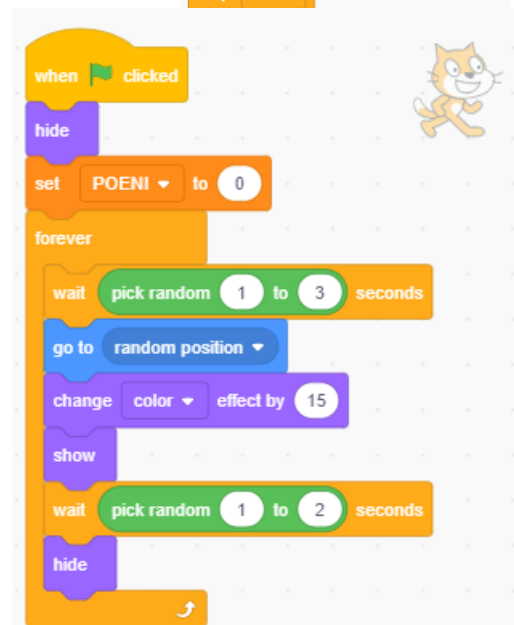 when clicked
hide
set POENI to 0
forever
wait pick random 1 to 3 seconds
go to random position
change color effect by 15
show
wait pick random 1 to 2 seconds
hide